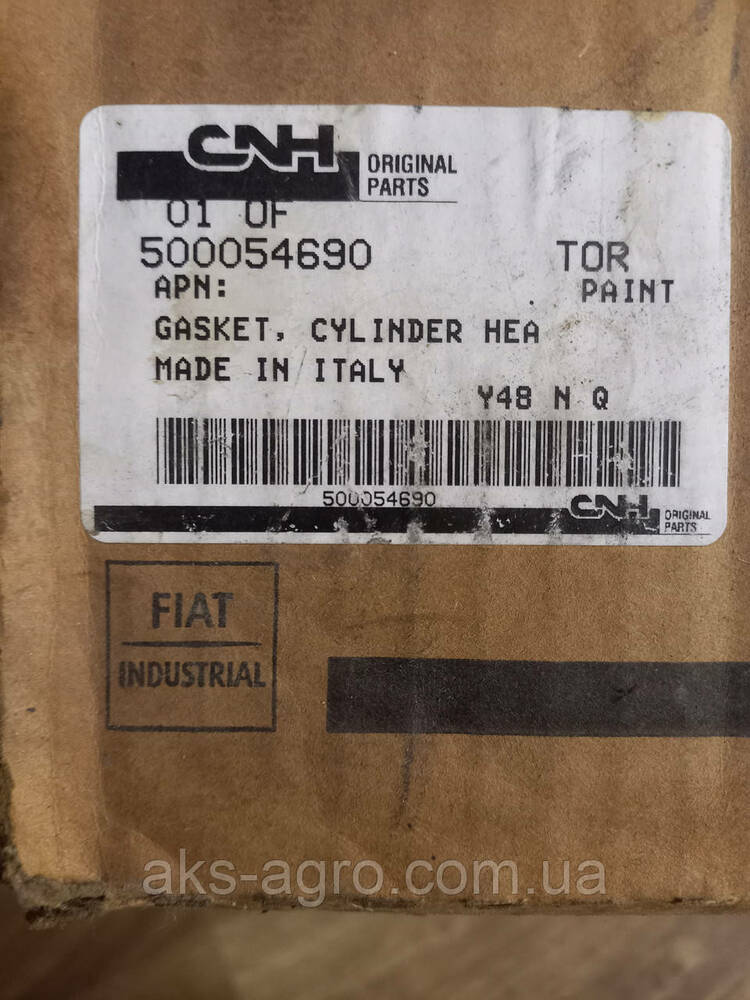 CNH ORIGINAL
PARTS
01 OF
500054690 TOR
APN: PAINT
GASKET, CYLINDER HEA
MADE IN ITALY
Y48 N Q
500054690
CNH ORIGINAL
PARTS
FIAT
INDUSTRIAL
aks-agro.com.ua